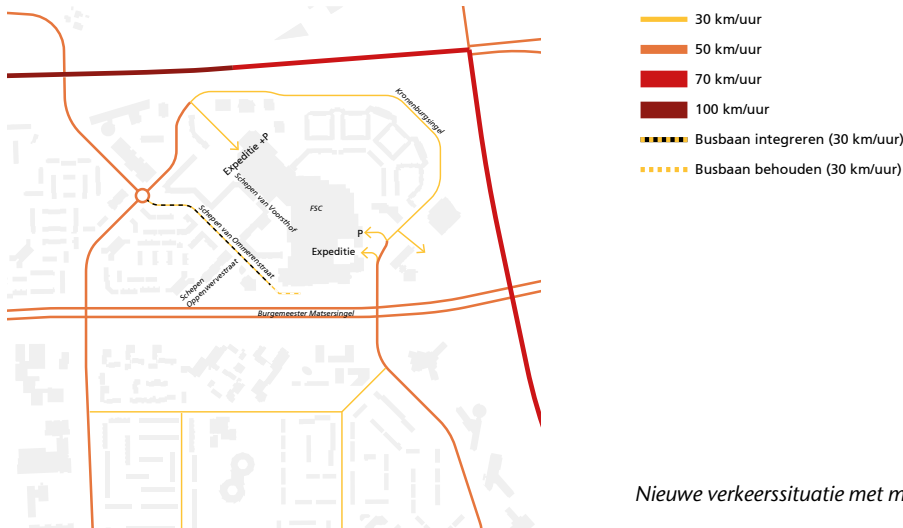 30 km/uur
50 km/uur
70 km/uur
100 km/uur
Busbaan integreren (30 km/uur)
Busbaan behouden (30 km/uur)
Kronenburgsingel
Expeditie +P
Schepen van Voorsthof
FSC
P
Expeditie
Schepen van Ommerenstraat
Schepen
Oppenwervestraat
Burgemeester Matsersingel
Nieuwe verkeerssituatie met m